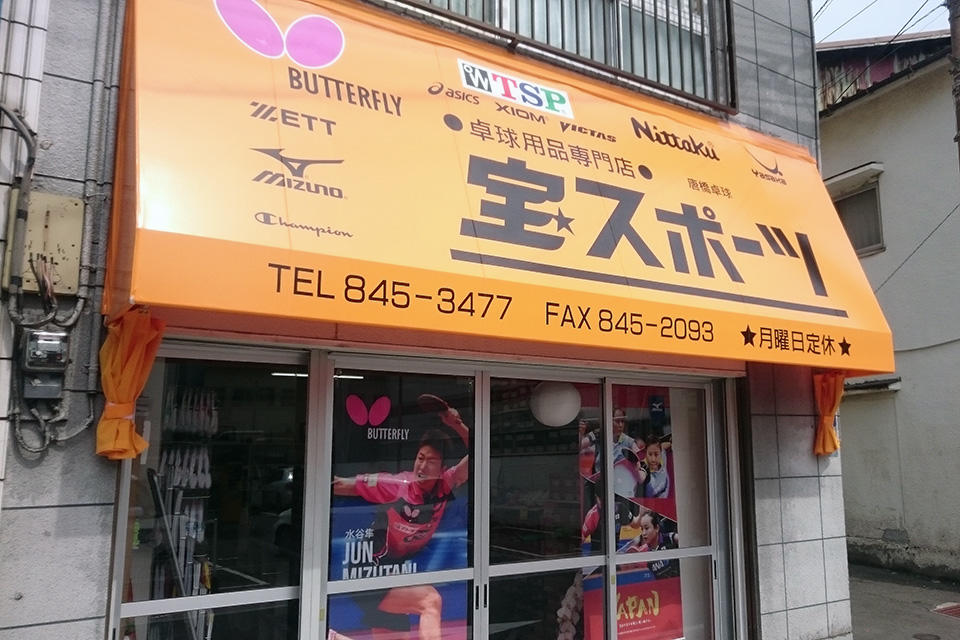 BUTTERFLY
TSP
asics
XIOM
VICTAS
Nittaku
Yasaka
ZETT
mizuno
Champion
●卓球用品専門店●
唐橋卓球
宝★スポーツ
TEL 845-3477 FAX 845-2093 ★月曜日定休★
BUTTERFLY
水谷隼
JUN
MIZUTANI
JAPAN